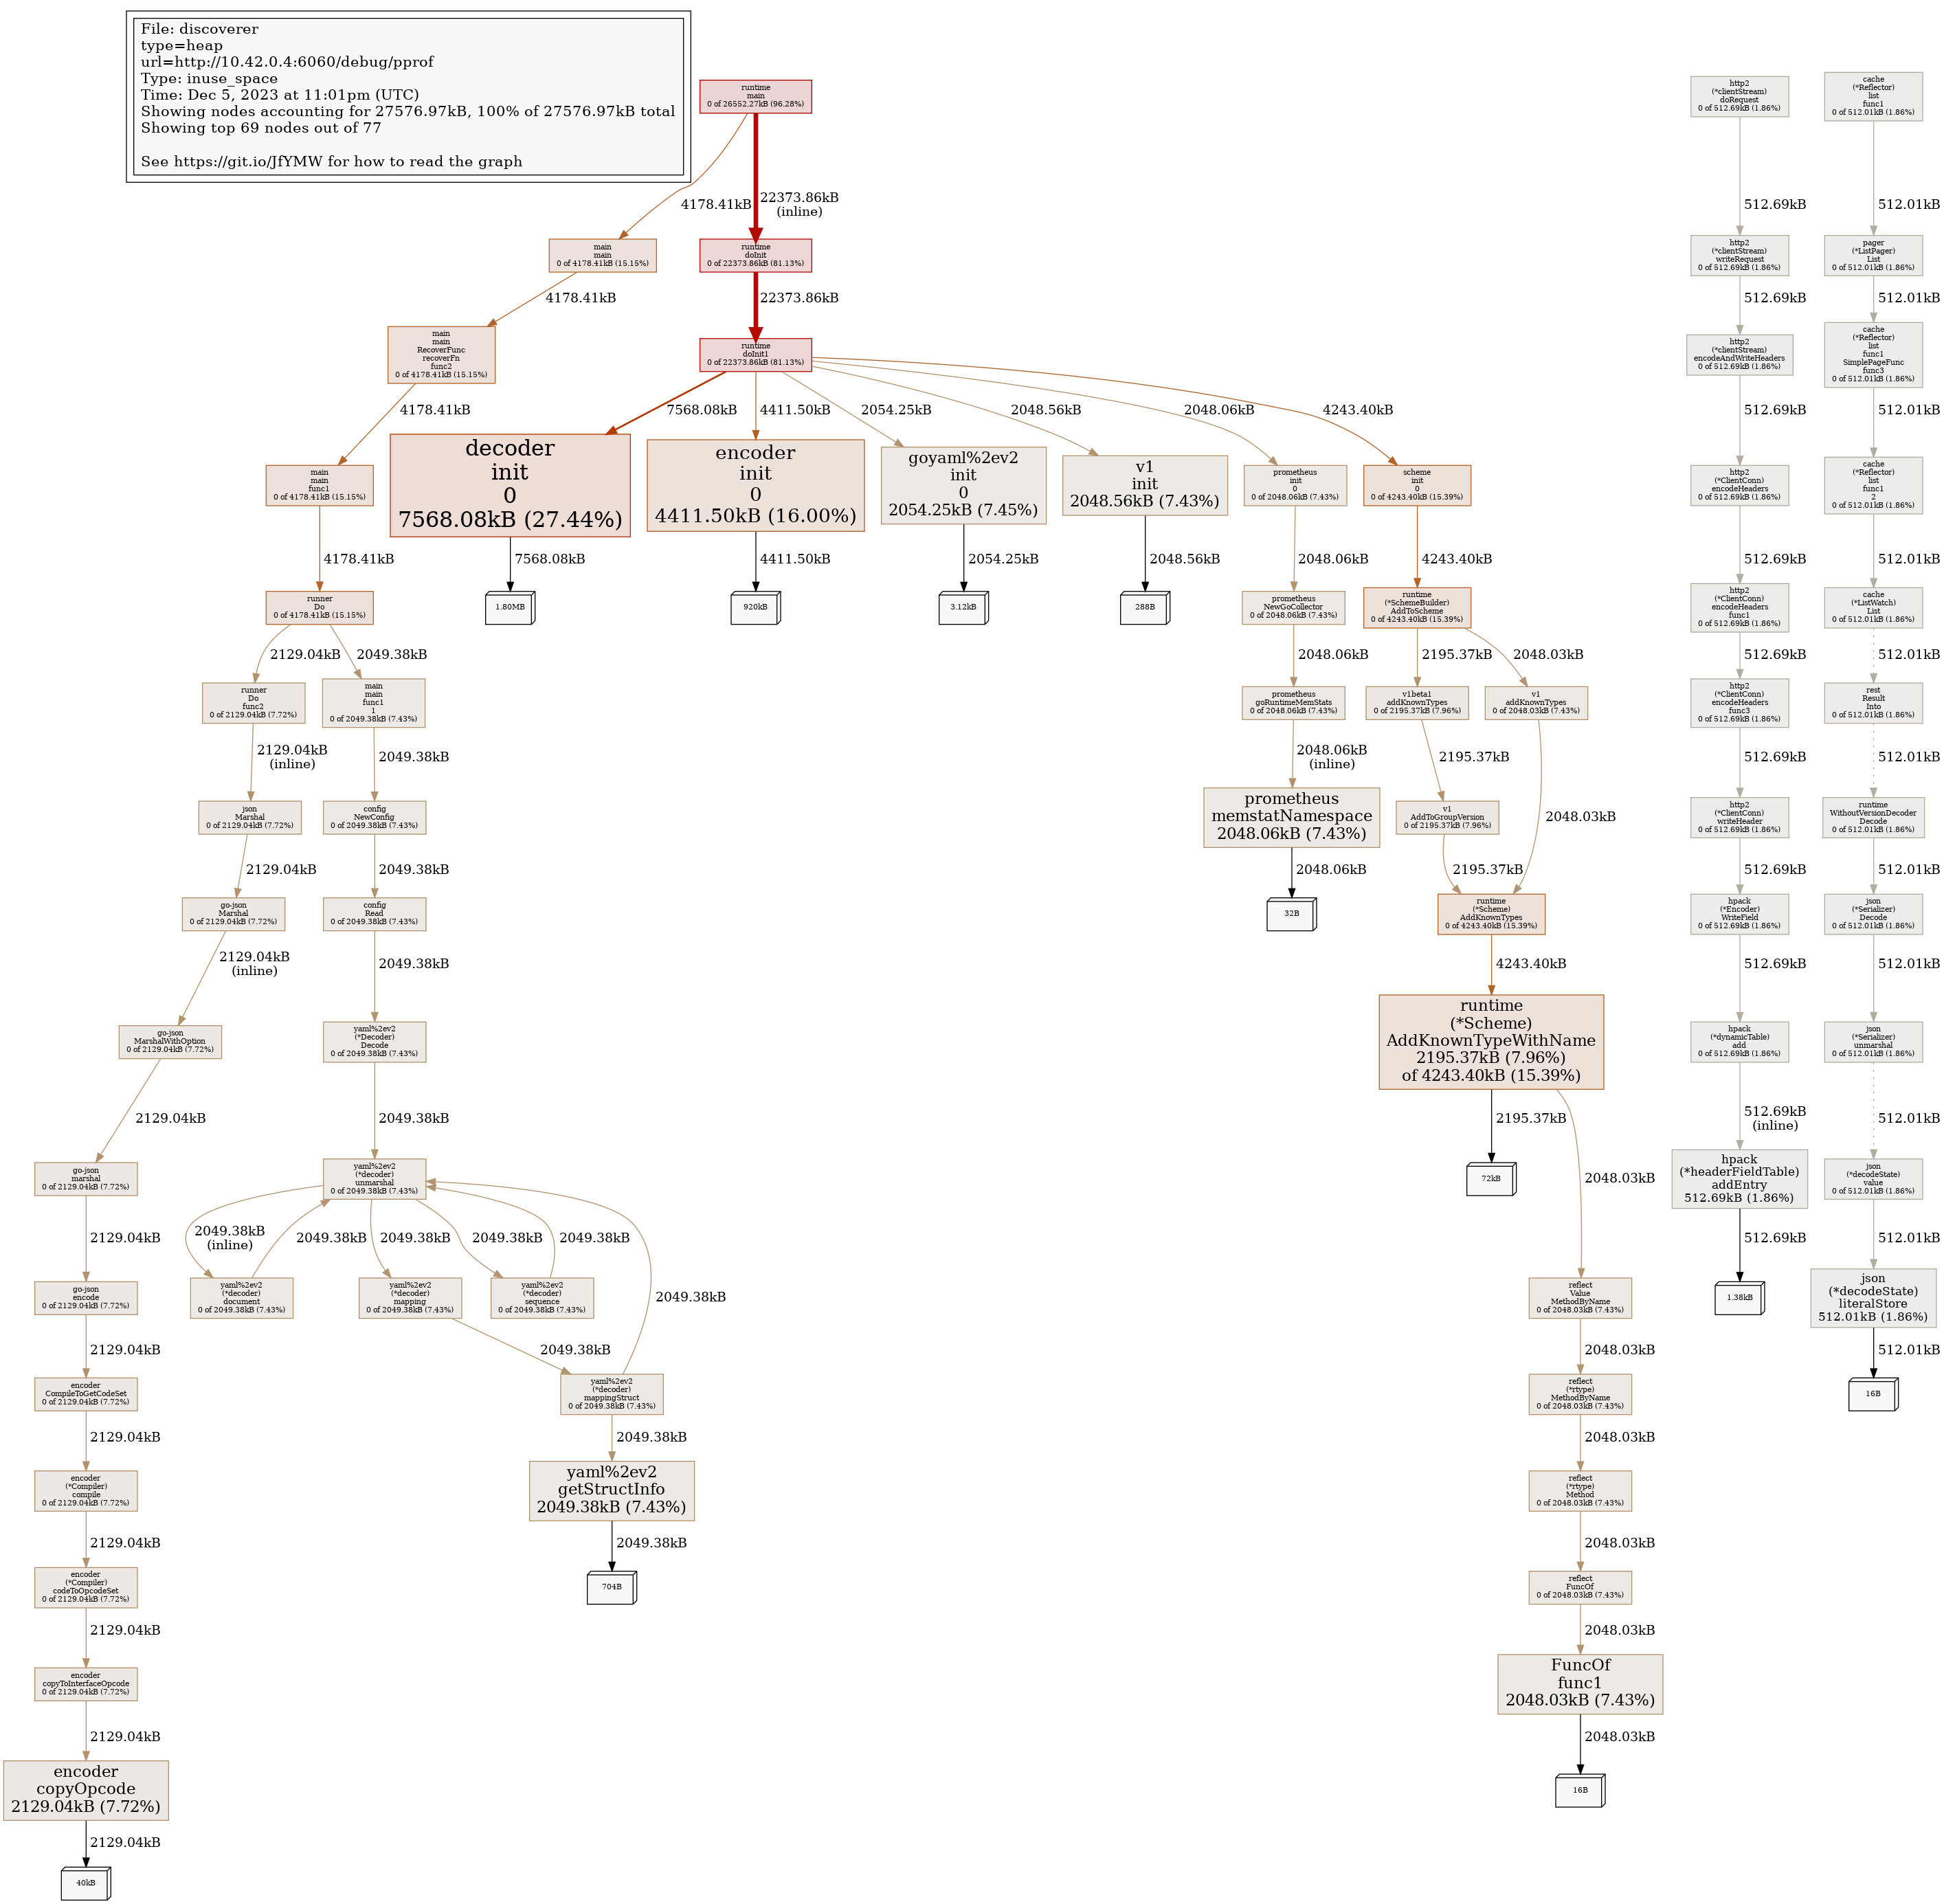 File: discoverer
type=heap
url=http://10.42.0.4:6060/debug/pprof
Type: inuse_space
Time: Dec 5, 2023 at 11:01pm (UTC)
Showing nodes accounting for 27576.97kB, 100% of 27576.97kB total
Showing top 69 nodes out of 77
See https://git.io/JfYMW for how to read the graph
runtime
main
0 of 26552.27kB (96.28%)
4178.41kB
22373.86kB
(inline)
main
main
0 of 4178.41kB (15.15%)
runtime
doInit
0 of 22373.86kB (81.13%)
4178.41kB
22373.86kB
main
main
RecoverFunc
recoverFn
func2
0 of 4178.41kB (15.15%)
runtime
doInit1
0 of 22373.86kB (81.13%)
4178.41kB
7568.08kB
4411.50kB
2054.25kB
2048.56kB
2048.06kB
4243.40kB
main
main
func1
0 of 4178.41kB (15.15%)
decoder
init
0
7568.08kB (27.44%)
encoder
init
0
4411.50kB (16.00%)
goyaml%2ev2
init
0
2054.25kB (7.45%)
v1
init
2048.56kB (7.43%)
prometheus
init
0
0 of 2048.06kB (7.43%)
scheme
init
0
0 of 4243.40kB (15.39%)
4178.41kB
7568.08kB
4411.50kB
2054.25kB
2048.56kB
2048.06kB
4243.40kB
runner
Do
0 of 4178.41kB (15.15%)
1.80MB
920kB
3.12kB
288B
prometheus
NewGoCollector
0 of 2048.06kB (7.43%)
runtime
(*SchemeBuilder)
AddToScheme
0 of 4243.40kB (15.39%)
2129.04kB
2049.38kB
2048.06kB
2195.37kB
2048.03kB
runner
Do
func2
0 of 2129.04kB (7.72%)
main
main
func1
1
0 of 2049.38kB (7.43%)
prometheus
goRuntimeMemStats
0 of 2048.06kB (7.43%)
v1beta1
addKnownTypes
0 of 2195.37kB (7.96%)
v1
addKnownTypes
0 of 2048.03kB (7.43%)
2129.04kB
(inline)
2049.38kB
2048.06kB
(inline)
2195.37kB
json
Marshal
0 of 2129.04kB (7.72%)
config
NewConfig
0 of 2049.38kB (7.43%)
prometheus
memstatNamespace
2048.06kB (7.43%)
v1
AddToGroupVersion
0 of 2195.37kB (7.96%)
2048.03kB
2129.04kB
2049.38kB
2048.06kB
2195.37kB
go-json
Marshal
0 of 2129.04kB (7.72%)
config
Read
0 of 2049.38kB (7.43%)
32B
runtime
(*Scheme)
AddKnownTypes
0 of 4243.40kB (15.39%)
2129.04kB
(inline)
2049.38kB
4243.40kB
go-json
MarshalWithOption
0 of 2129.04kB (7.72%)
yaml%2ev2
(*Decoder)
Decode
0 of 2049.38kB (7.43%)
runtime
(*Scheme)
AddKnownTypeWithName
2195.37kB (7.96%)
of 4243.40kB (15.39%)
2129.04kB
2049.38kB
2195.37kB
2048.03kB
go-json
marshal
0 of 2129.04kB (7.72%)
yaml%2ev2
(*decoder)
unmarshal
0 of 2049.38kB (7.43%)
72kB
2129.04kB
2049.38kB
(inline)
2049.38kB
2049.38kB
2049.38kB
2049.38kB
2049.38kB
go-json
encode
0 of 2129.04kB (7.72%)
yaml%2ev2
(*decoder)
document
0 of 2049.38kB (7.43%)
yaml%2ev2
(*decoder)
mapping
0 of 2049.38kB (7.43%)
yaml%2ev2
(*decoder)
sequence
0 of 2049.38kB (7.43%)
reflect
Value
MethodByName
0 of 2048.03kB (7.43%)
2129.04kB
2049.38kB
2048.03kB
encoder
CompileToGetCodeSet
0 of 2129.04kB (7.72%)
yaml%2ev2
(*decoder)
mappingStruct
0 of 2049.38kB (7.43%)
reflect
(*rtype)
MethodByName
0 of 2048.03kB (7.43%)
2129.04kB
2049.38kB
2048.03kB
encoder
(*Compiler)
compile
0 of 2129.04kB (7.72%)
yaml%2ev2
getStructInfo
2049.38kB (7.43%)
reflect
(*rtype)
Method
0 of 2048.03kB (7.43%)
2129.04kB
2049.38kB
2048.03kB
encoder
(*Compiler)
codeToOpcodeSet
0 of 2129.04kB (7.72%)
704B
reflect
FuncOf
0 of 2048.03kB (7.43%)
2129.04kB
2048.03kB
encoder
copyToInterfaceOpcode
0 of 2129.04kB (7.72%)
FuncOf
func1
2048.03kB (7.43%)
2129.04kB
2048.03kB
encoder
copyOpcode
2129.04kB (7.72%)
16B
2129.04kB
40kB
http2
(*clientStream)
doRequest
0 of 512.69kB (1.86%)
512.69kB
http2
(*clientStream)
writeRequest
0 of 512.69kB (1.86%)
512.69kB
http2
(*clientStream)
encodeAndWriteHeaders
0 of 512.69kB (1.86%)
512.69kB
http2
(*ClientConn)
encodeHeaders
0 of 512.69kB (1.86%)
512.69kB
http2
(*ClientConn)
encodeHeaders
func1
0 of 512.69kB (1.86%)
512.69kB
http2
(*ClientConn)
encodeHeaders
func3
0 of 512.69kB (1.86%)
512.69kB
http2
(*ClientConn)
writeHeader
0 of 512.69kB (1.86%)
512.69kB
hpack
(*Encoder)
WriteField
0 of 512.69kB (1.86%)
512.69kB
hpack
(*dynamicTable)
add
0 of 512.69kB (1.86%)
512.69kB
(inline)
hpack
(*headerFieldTable)
addEntry
512.69kB (1.86%)
512.69kB
1.38kB
cache
(*Reflector)
list
func1
0 of 512.01kB (1.86%)
512.01kB
pager
(*ListPager)
List
0 of 512.01kB (1.86%)
512.01kB
cache
(*Reflector)
list
func1
SimplePageFunc
func3
0 of 512.01kB (1.86%)
512.01kB
cache
(*Reflector)
list
func1
2
0 of 512.01kB (1.86%)
512.01kB
cache
(*ListWatch)
List
0 of 512.01kB (1.86%)
512.01kB
rest
Result
Into
0 of 512.01kB (1.86%)
512.01kB
runtime
WithoutVersionDecoder
Decode
0 of 512.01kB (1.86%)
512.01kB
json
(*Serializer)
Decode
0 of 512.01kB (1.86%)
512.01kB
json
(*Serializer)
unmarshal
0 of 512.01kB (1.86%)
512.01kB
json
(*decodeState)
value
0 of 512.01kB (1.86%)
512.01kB
json
(*decodeState)
literalStore
512.01kB (1.86%)
512.01kB
16B